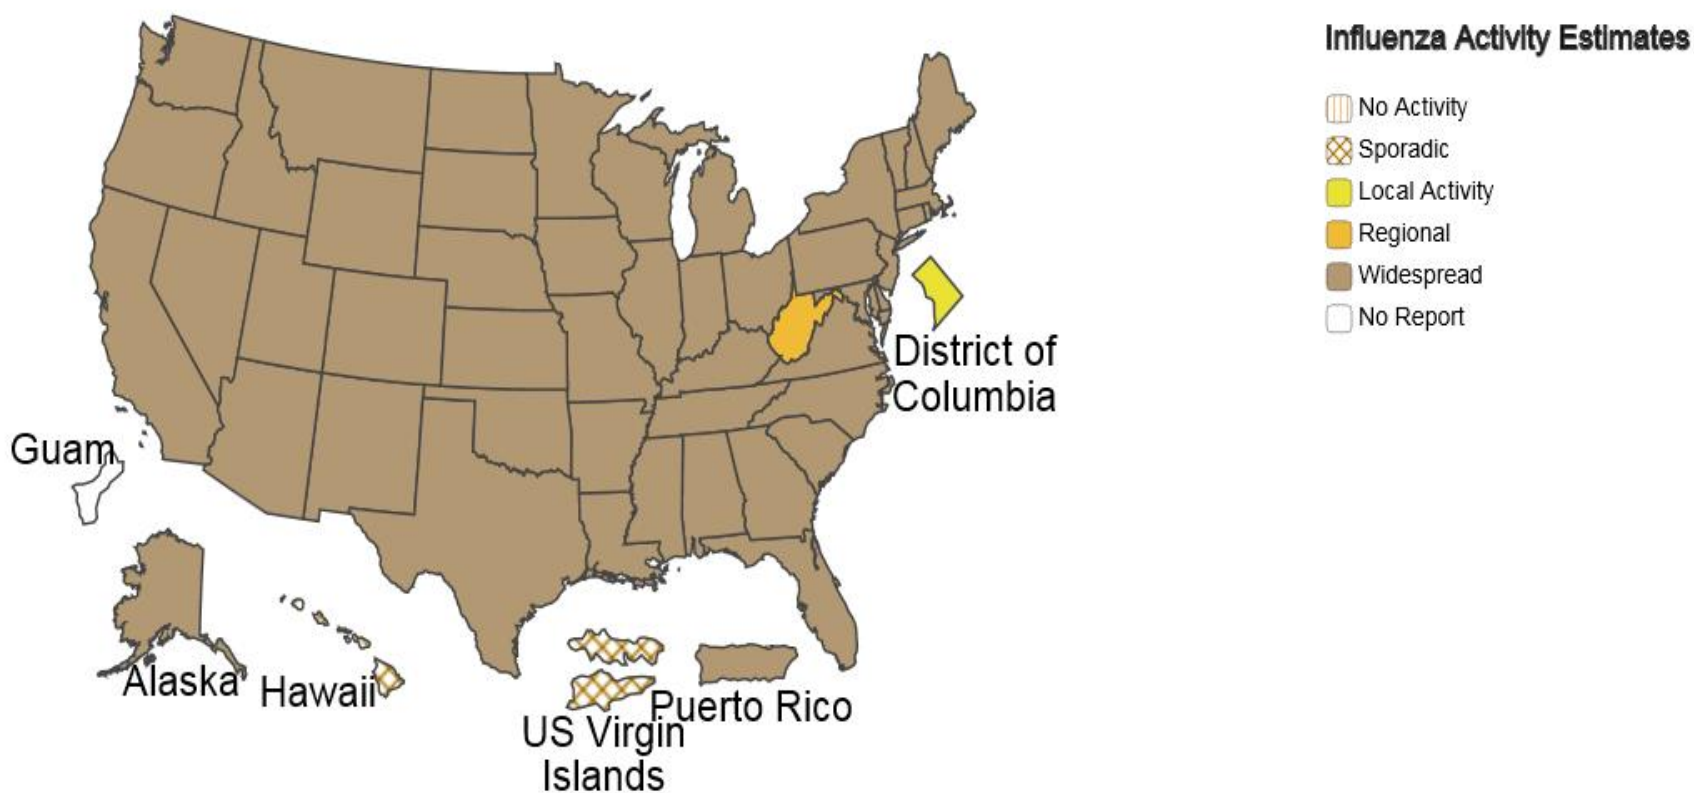 Influenza Activity Estimates
No Activity
Sporadic
Local Activity
Regional
Widespread
No Report
District of
Columbia
Guam
Alaska
Hawaii
US Virgin
Islands
Puerto Rico